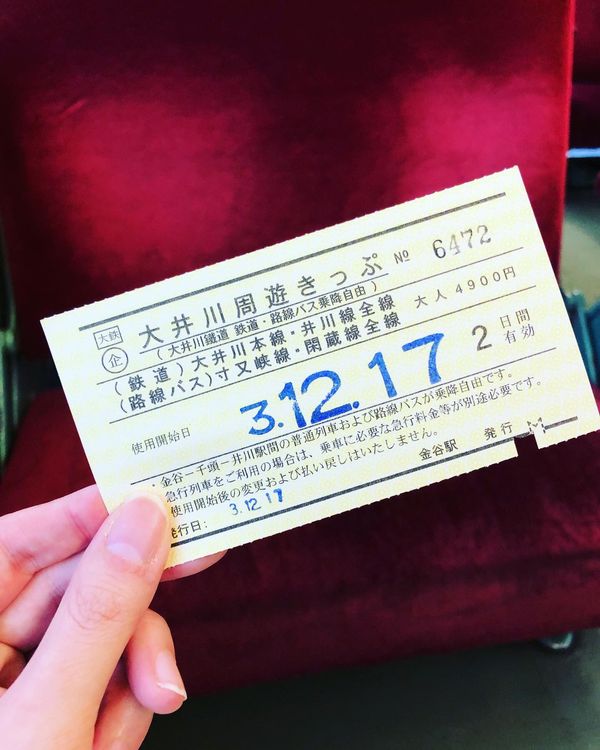 大鉄
企
大井川周遊きっぷ № 6472
(大井川鐵道 鉄道・路線バス乗降自由)
(鉄道)大井川本線・井川線全線 大人4900円
(路線バス)寸又峡線・閑蔵線全線
使用開始日 3.12.17 2日間有効
・金谷−千頭−井川駅間の普通列車および路線バスが乗降自由です。
急行列車をご利用の場合は、乗車に必要な急行料金等が別途必要です。
使用開始後の変更および払い戻しはいたしません。
発行日: 3.12.17 金谷駅 発行